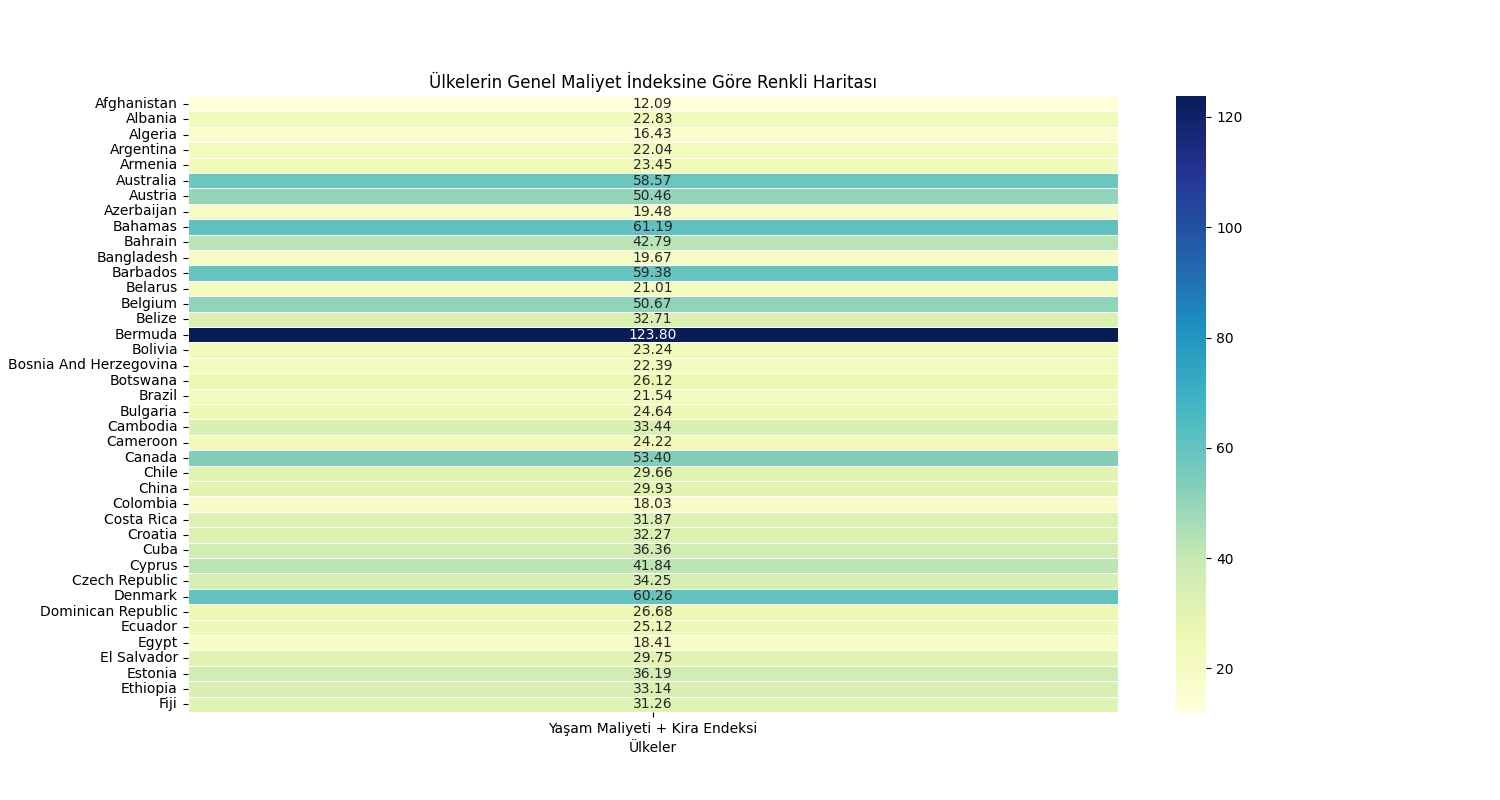 Ülkelerin Genel Maliyet İndeksine Göre Renkli Haritası
Afghanistan 12.09
Albania 22.83
Algeria 16.43
Argentina 22.04
Armenia 23.45
Australia 58.57
Austria 50.46
Azerbaijan 19.48
Bahamas 61.19
Bahrain 42.79
Bangladesh 19.67
Barbados 59.38
Belarus 21.01
Belgium 50.67
Belize 32.71
Bermuda 123.80
Bolivia 23.24
Bosnia And Herzegovina 22.39
Botswana 26.12
Brazil 21.54
Bulgaria 24.64
Cambodia 33.44
Cameroon 24.22
Canada 53.40
Chile 29.66
China 29.93
Colombia 18.03
Costa Rica 31.87
Croatia 32.27
Cuba 36.36
Cyprus 41.84
Czech Republic 34.25
Denmark 60.26
Dominican Republic 26.68
Ecuador 25.12
Egypt 18.41
El Salvador 29.75
Estonia 36.19
Ethiopia 33.14
Fiji 31.26
Yaşam Maliyeti + Kira Endeksi
Ülkeler
120
100
80
60
40
20